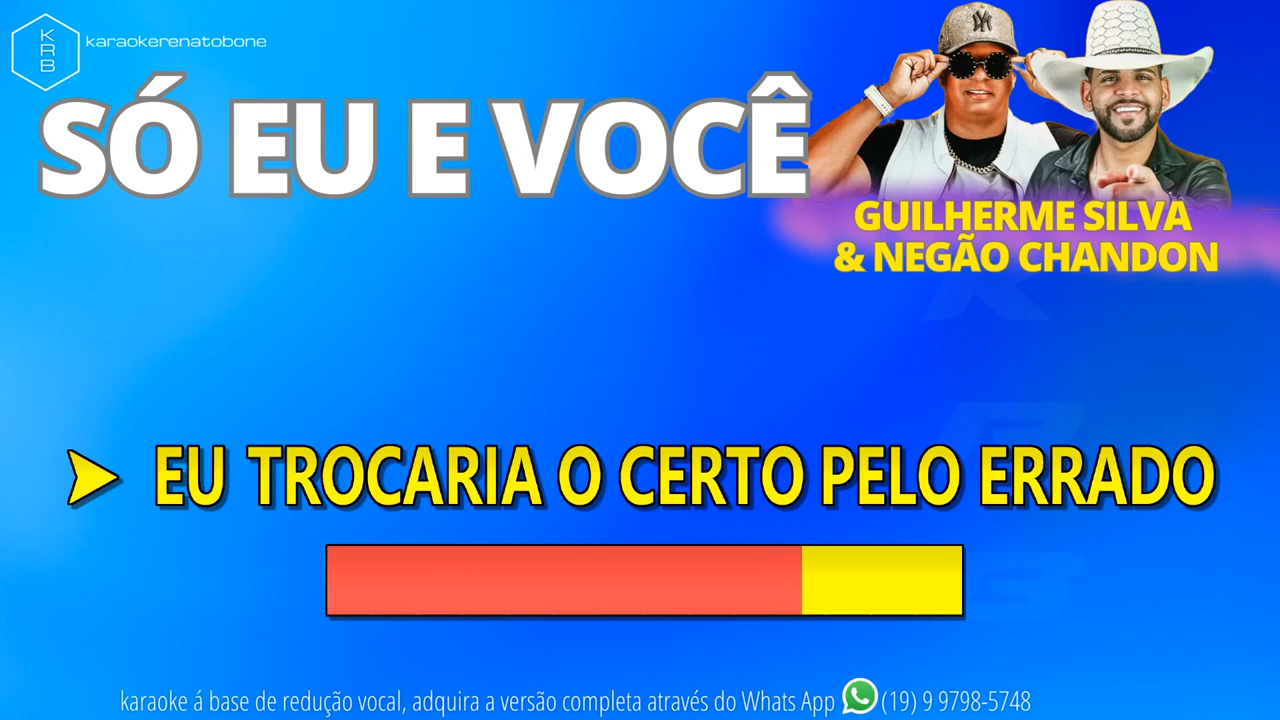 K
R
B
karaokerenatobone
SÓ EU E VOCÊ
NY
GUILHERME SILVA
& NEGÃO CHANDON
EU TROCARIA O CERTO PELO ERRADO
karaoke á base de redução vocal, adquira a versão completa através do Whats App (19) 9 9798-5748